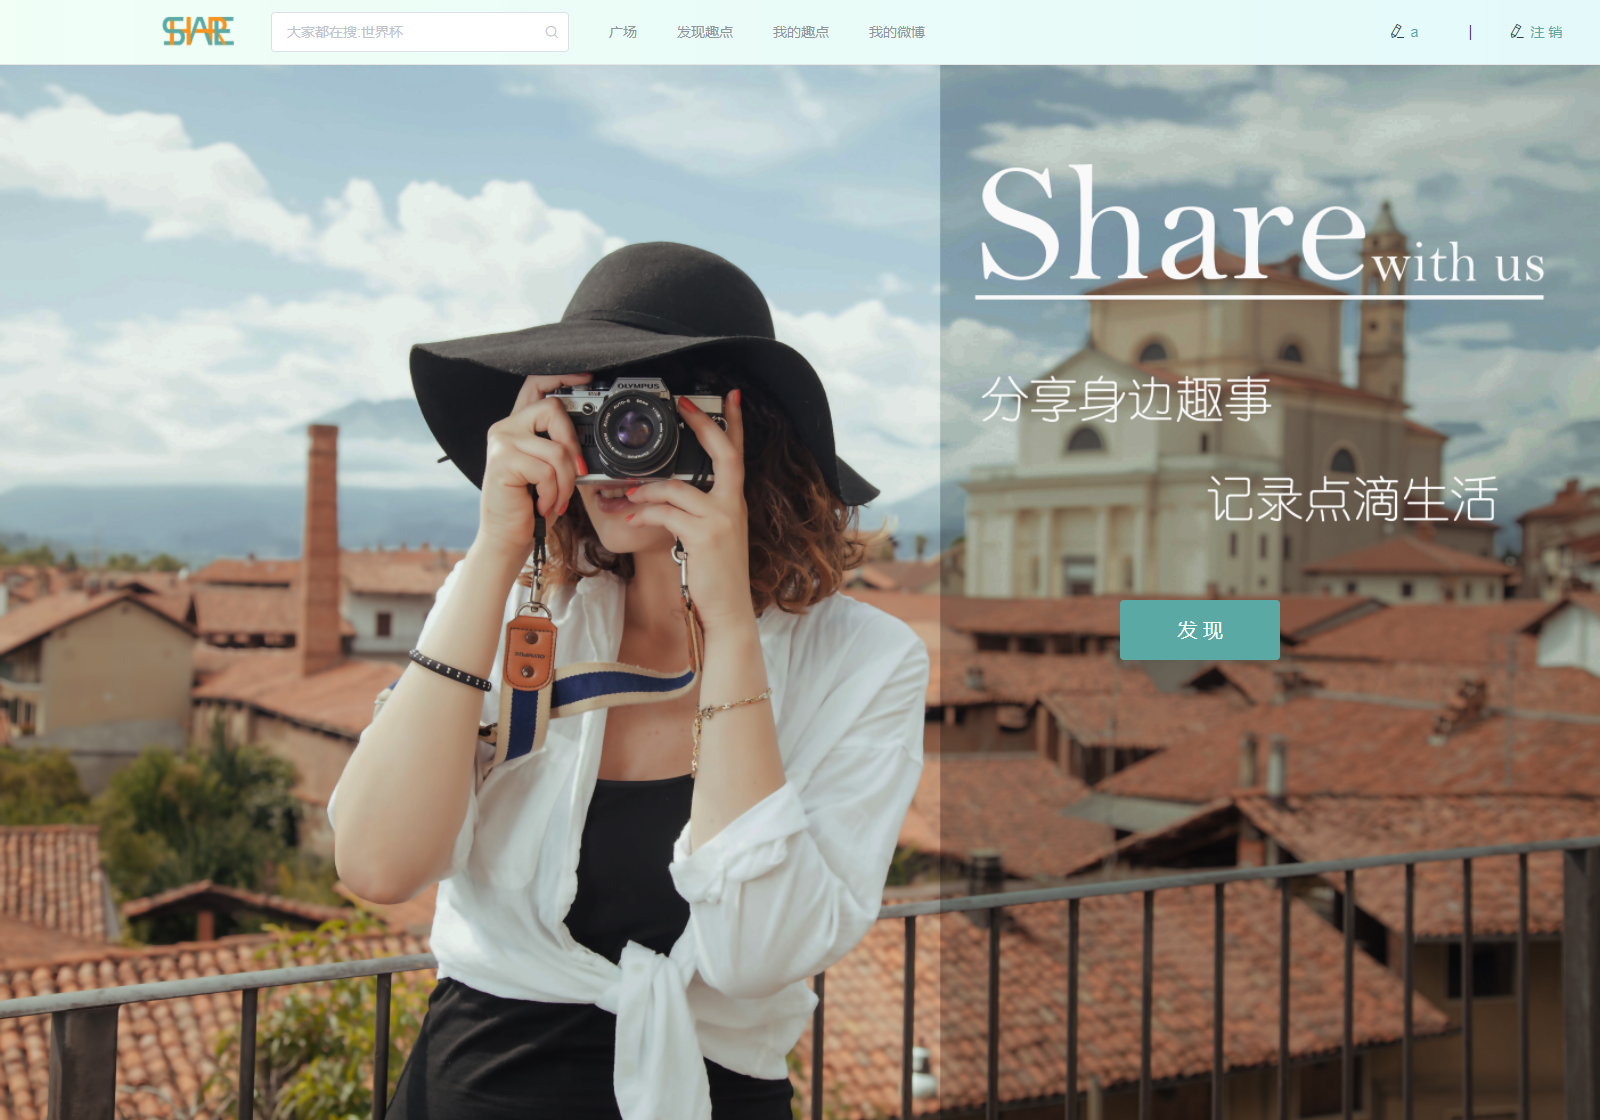 SHARE
大家都在搜:世界杯
广场 发现趣点 我的趣点 我的微博
a | 注 销
Share with us
OLYMPUS
分享身边趣事
记录点滴生活
发 现